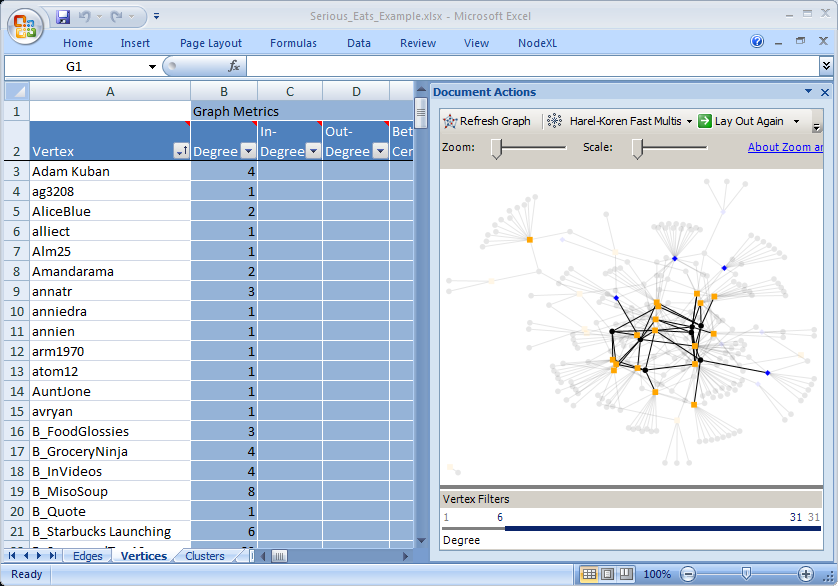 Serious_Eats_Example.xlsx - Microsoft Excel
Home Insert Page Layout Formulas Data Review View NodeXL
G1 fx
Document Actions
A B C D
1 Graph Metrics
2 Vertex Degree In-Degree Out-Degree Bet Cen
3 Adam Kuban 4
4 ag3208 1
5 AliceBlue 2
6 alliect 1
7 Alm25 1
8 Amandarama 2
9 annatr 3
10 anniedra 1
11 annien 1
12 arm1970 1
13 atom12 1
14 AuntJone 1
15 avryan 1
16 B_FoodGlossies 3
17 B_GroceryNinja 4
18 B_InVideos 4
19 B_MisoSoup 8
20 B_Quote 1
21 B_Starbucks Launching 6
Refresh Graph Harel-Koren Fast Multis Lay Out Again
Zoom: Scale: About Zoom an
Vertex Filters
1 6 31 31
Degree
Edges Vertices Clusters
Ready 100%